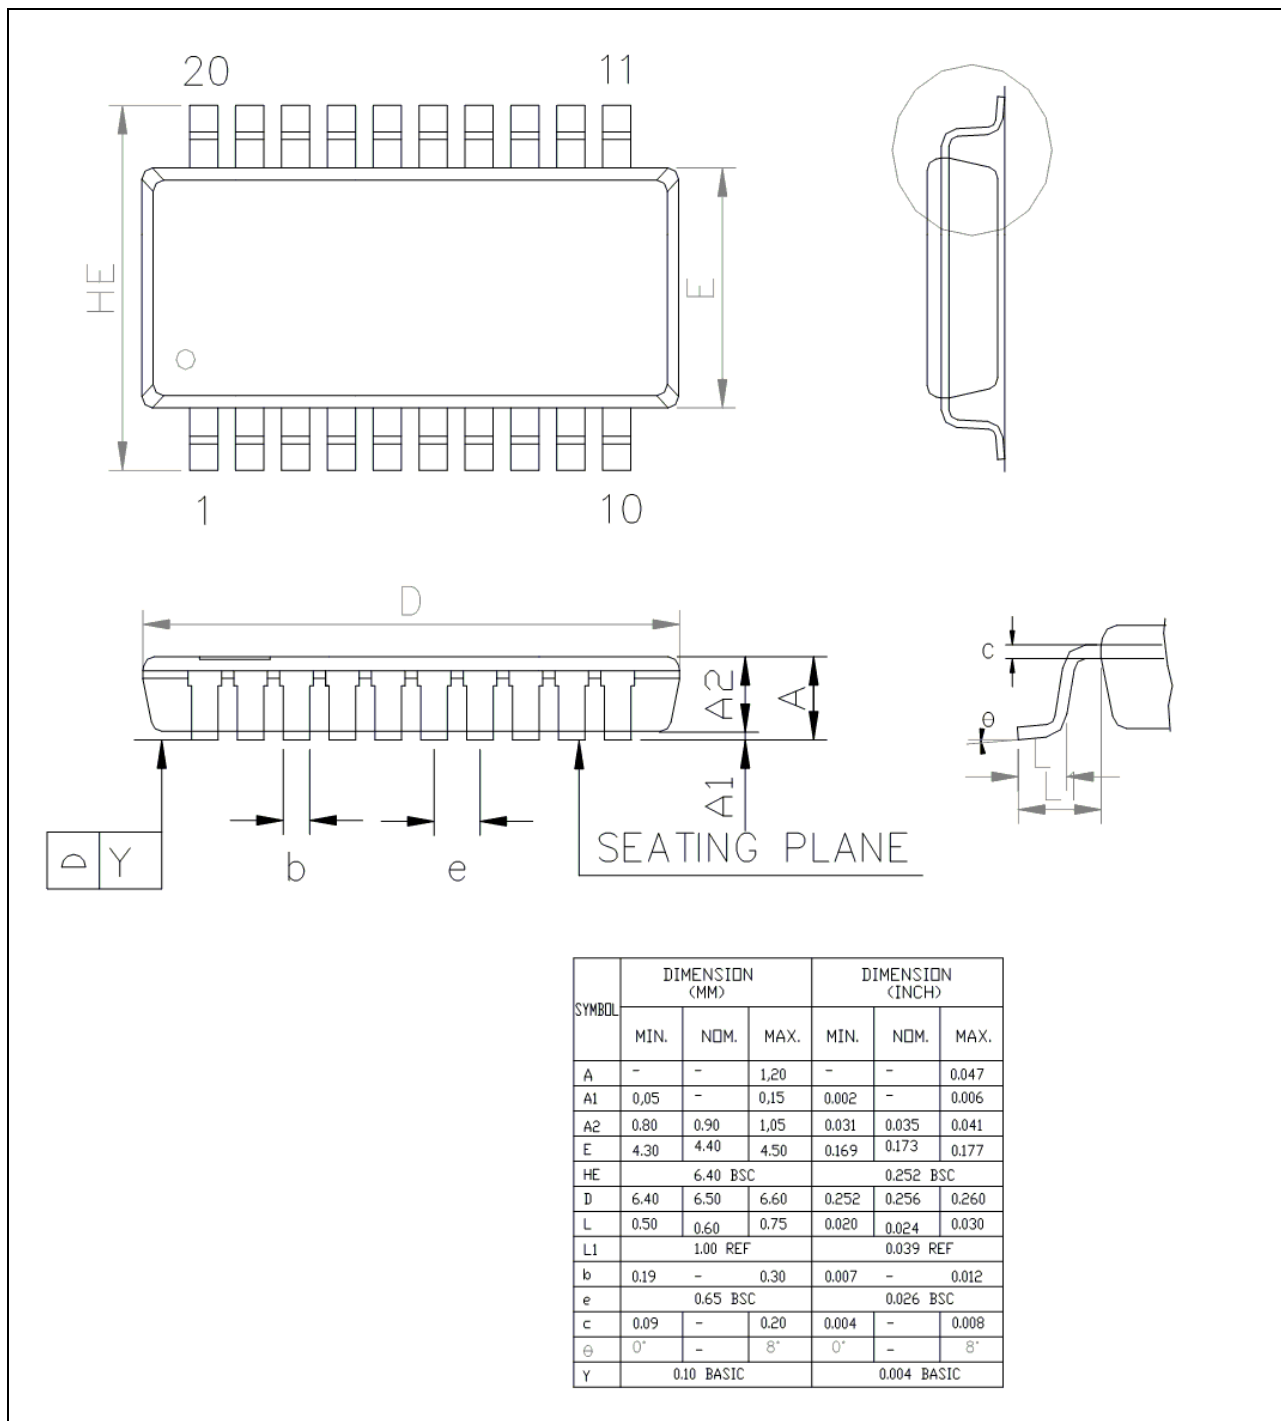 20 11
HE
E
1 10
D
A2
A
A1
C
θ
L
L
Y
b
e
SEATING PLANE
SYMBOL DIMENSION (MM) DIMENSION (INCH)
MIN. NOM. MAX. MIN. NOM. MAX.
A - - 1,20 - - 0.047
A1 0,05 - 0,15 0.002 - 0.006
A2 0.80 0.90 1,05 0.031 0.035 0.041
E 4.30 4.40 4.50 0.169 0.173 0.177
HE 6.40 BSC 0.252 BSC
D 6.40 6.50 6.60 0.252 0.256 0.260
L 0.50 0.60 0.75 0.020 0.024 0.030
L1 1.00 REF 0.039 REF
b 0.19 - 0.30 0.007 - 0.012
e 0.65 BSC 0.026 BSC
c 0.09 - 0.20 0.004 - 0.008
θ 0° - 8° 0° - 8°
Y 0.10 BASIC 0.004 BASIC